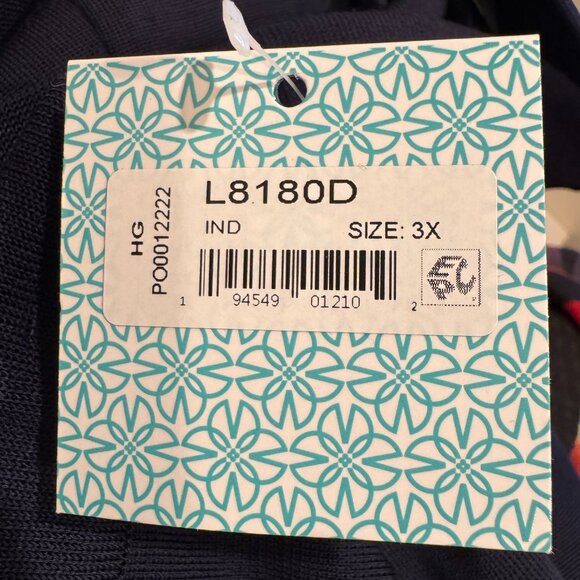 L8180D
IND SIZE: 3X
HG
PO0012222
1 94549 01210 2